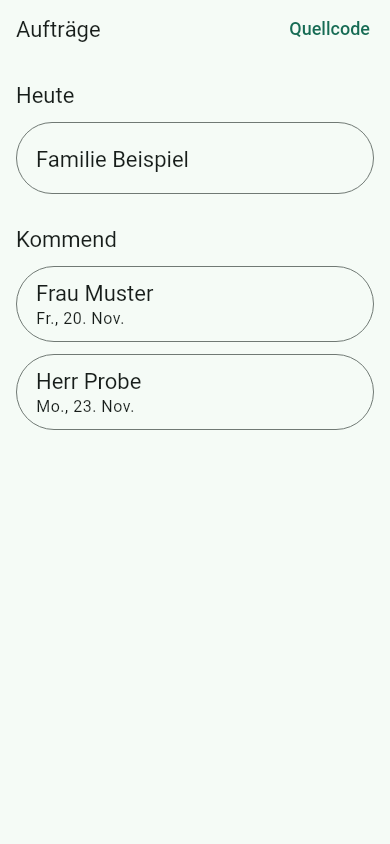 Aufträge
Quellcode
Heute
Familie Beispiel
Kommend
Frau Muster
Fr., 20. Nov.
Herr Probe
Mo., 23. Nov.